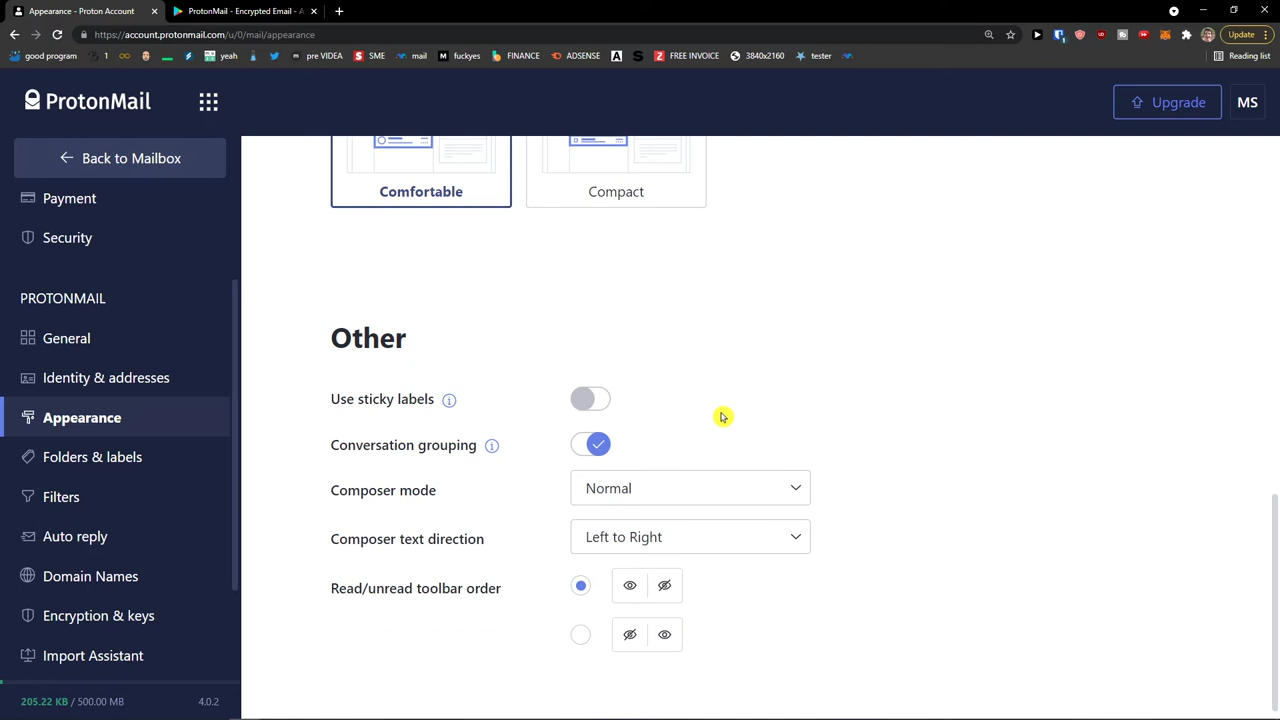 Appearance - Proton Account
ProtonMail - Encrypted Email - A
https://account.protonmail.com/u/0/mail/appearance
Update
good program
1
yeah
pre VIDEA
SME
mail
fuckyes
FINANCE
ADSENSE
FREE INVOICE
3840x2160
tester
Reading list
ProtonMail
Upgrade
MS
Back to Mailbox
Payment
Security
PROTONMAIL
General
Identity & addresses
Appearance
Folders & labels
Filters
Auto reply
Domain Names
Encryption & keys
Import Assistant
205.22 KB / 500.00 MB
4.0.2
Comfortable
Compact
Other
Use sticky labels
Conversation grouping
Composer mode
Normal
Composer text direction
Left to Right
Read/unread toolbar order